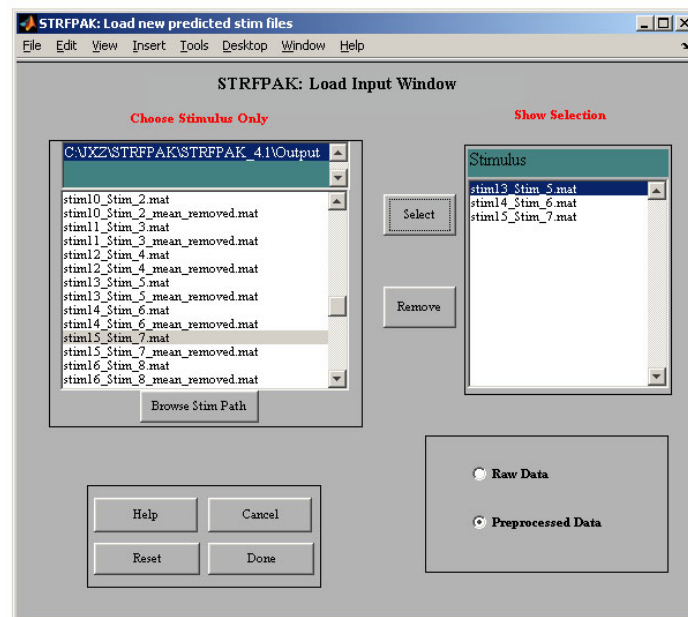 STRFPAK: Load new predicted stim files
File Edit View Insert Tools Desktop Window Help
STRFPAK: Load Input Window
Choose Stimulus Only
C:\JXZ\STRFPAK\STRFPAK_4.1\Output
stim10_Stim_2.mat
stim10_Stim_2_mean_removed.mat
stim11_Stim_3.mat
stim11_Stim_3_mean_removed.mat
stim12_Stim_4.mat
stim12_Stim_4_mean_removed.mat
stim13_Stim_5.mat
stim13_Stim_5_mean_removed.mat
stim14_Stim_6.mat
stim14_Stim_6_mean_removed.mat
stim15_Stim_7.mat
stim15_Stim_7_mean_removed.mat
stim16_Stim_8.mat
stim16_Stim_8_mean_removed.mat
Browse Stim Path
Select
Remove
Show Selection
Stimulus
stim13_Stim_5.mat
stim14_Stim_6.mat
stim15_Stim_7.mat
Help
Cancel
Reset
Done
Raw Data
Preprocessed Data